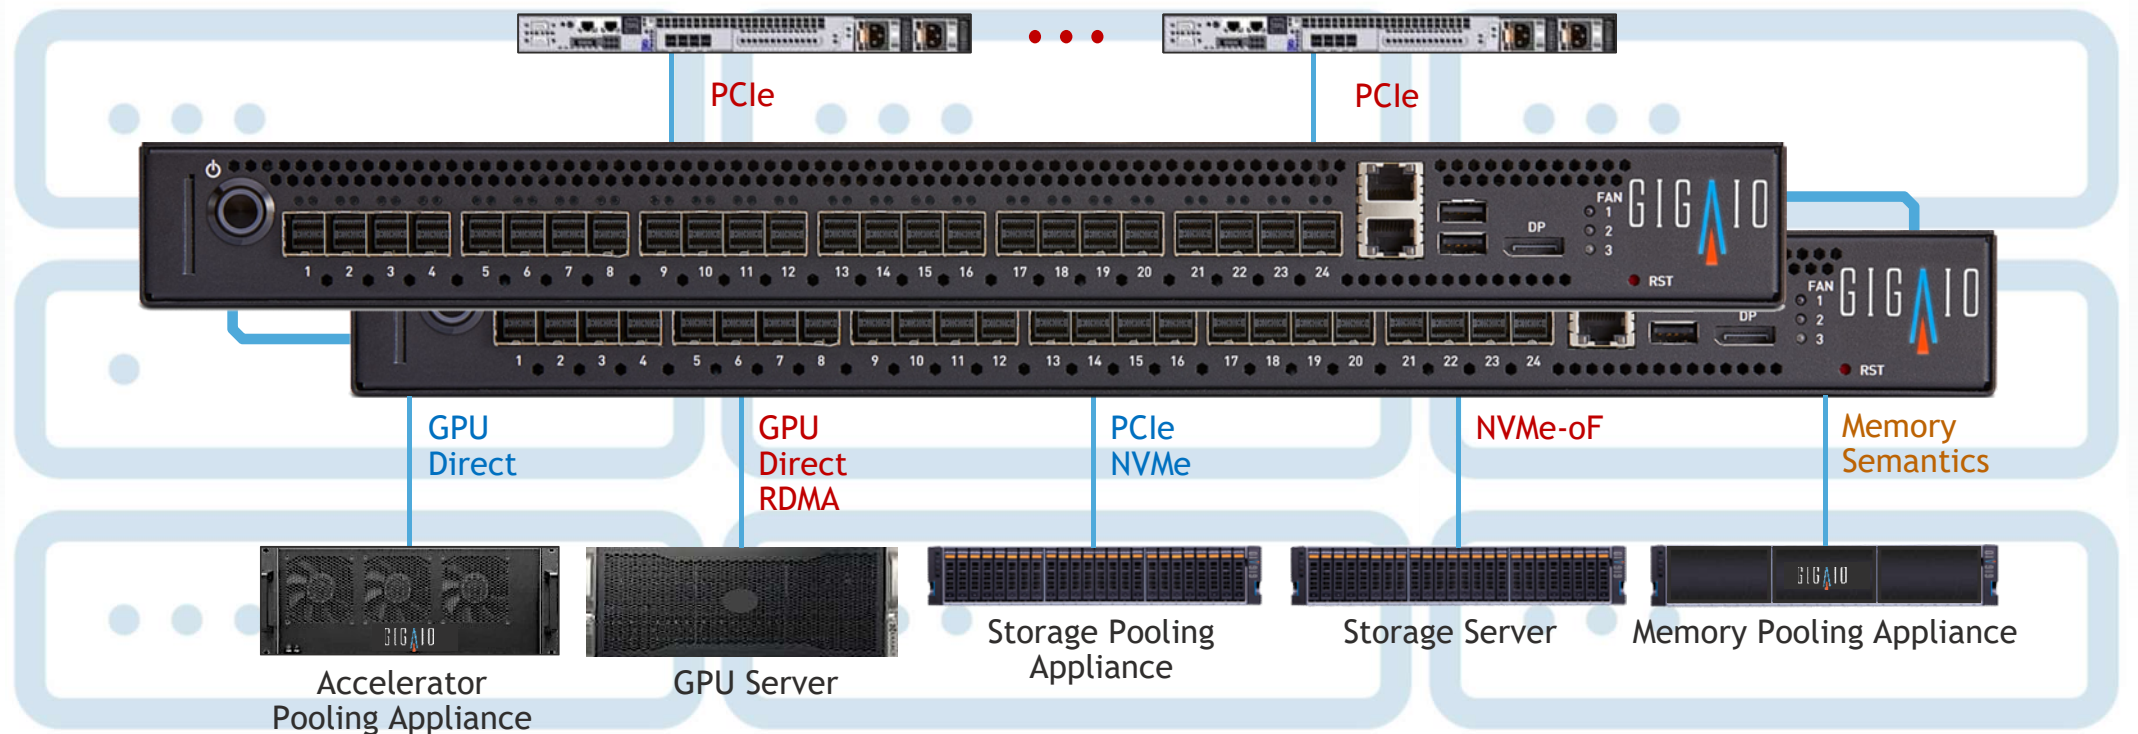 PCIe
PCIe
GIGAIO
FAN
1
2
3
DP
RST
1 2 3 4 5 6 7 8 9 10 11 12 13 14 15 16 17 18 19 20 21 22 23 24
GIGAIO
FAN
1
2
3
DP
RST
1 2 3 4 5 6 7 8 9 10 11 12 13 14 15 16 17 18 19 20 21 22 23 24
GPU
Direct
GPU
Direct
RDMA
PCIe
NVMe
NVMe-oF
Memory
Semantics
GIGAIO
GIGAIO
Accelerator
Pooling Appliance
GPU Server
Storage Pooling
Appliance
Storage Server
Memory Pooling Appliance